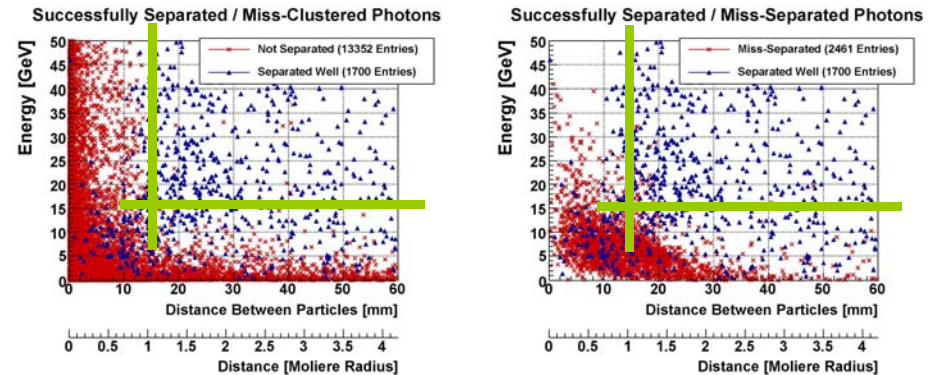 Successfully Separated / Miss-Clustered Photons
Energy [GeV]
50
45
40
35
30
25
20
15
10
5
0
Not Separated (13352 Entries)
Separated Well (1700 Entries)
0 10 20 30 40 50 60
Distance Between Particles [mm]
0 0.5 1 1.5 2 2.5 3 3.5 4
Distance [Moliere Radius]
Successfully Separated / Miss-Separated Photons
Energy [GeV]
50
45
40
35
30
25
20
15
10
5
0
Miss-Separated (2461 Entries)
Separated Well (1700 Entries)
0 10 20 30 40 50 60
Distance Between Particles [mm]
0 0.5 1 1.5 2 2.5 3 3.5 4
Distance [Moliere Radius]